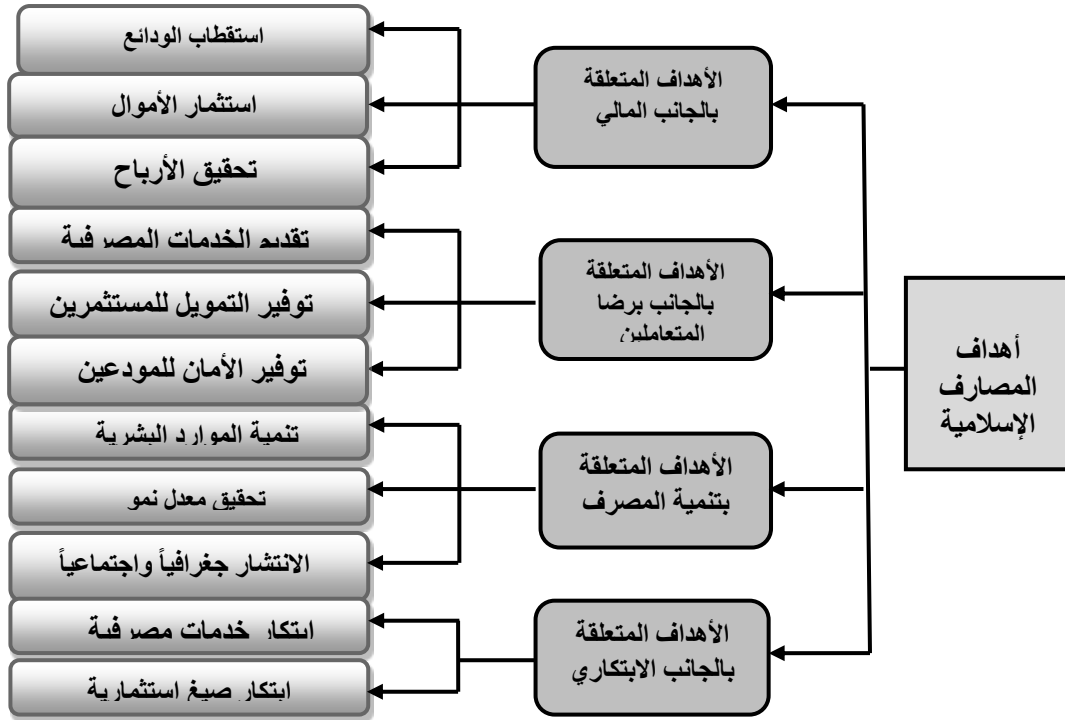 أهداف
المصارف
الإسلامية
الأهداف المتعلقة
بالجانب المالي
استقطاب الودائع
استثمار الأموال
تحقيق الأرباح
الأهداف المتعلقة
بالجانب برضا
المتعاملين
تقديم الخدمات المصرفية
توفير التمويل للمستثمرين
توفير الأمان للمودعين
الأهداف المتعلقة
بتنمية المصرف
تنمية الموارد البشرية
تحقيق معدل نمو
الانتشار جغرافياً واجتماعياً
الأهداف المتعلقة
بالجانب الابتكاري
ابتكار خدمات مصرفية
ابتكار صيغ استثمارية